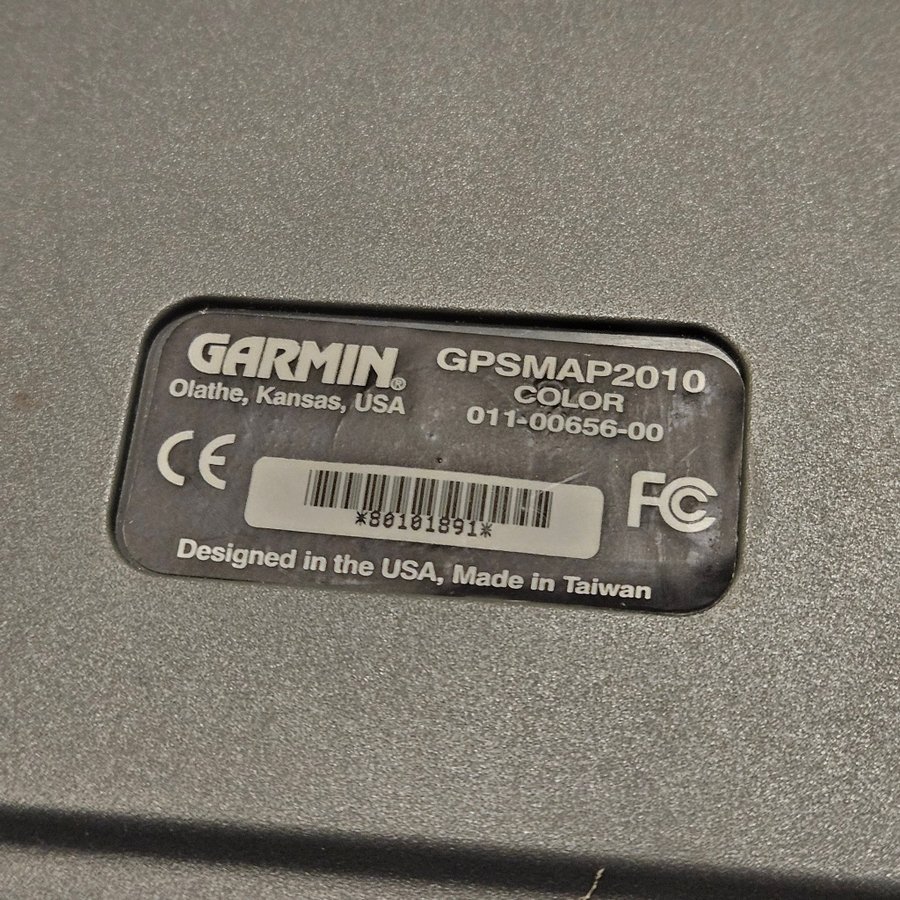 GARMIN®
Olathe, Kansas, USA
GPSMAP2010
COLOR
011-00656-00
CE
FC
*80101891*
Designed in the USA, Made in Taiwan